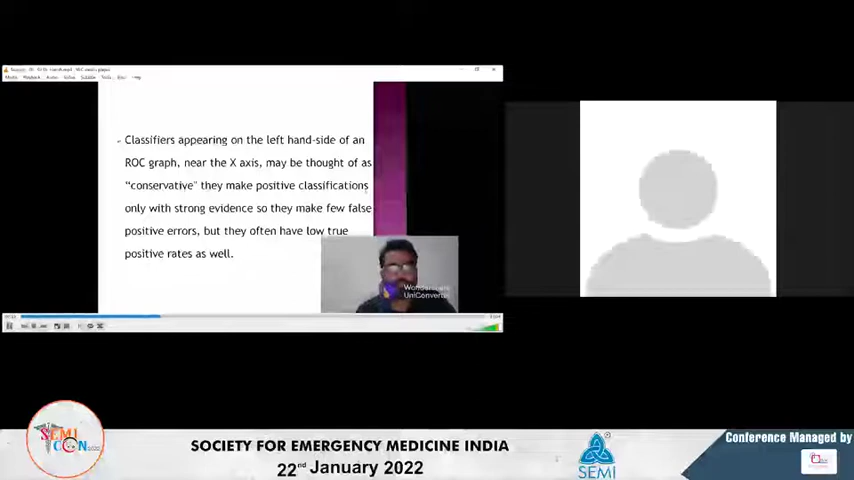 Classifiers appearing on the left hand-side of an
ROC graph, near the X axis, may be thought of as
“conservative" they make positive classifications
only with strong evidence so they make few false
positive errors, but they often have low true
positive rates as well.
Wondershare
UniConverter
SEMI
CON
SOCIETY FOR EMERGENCY MEDICINE INDIA
22nd January 2022
SEMI
Conference Managed by